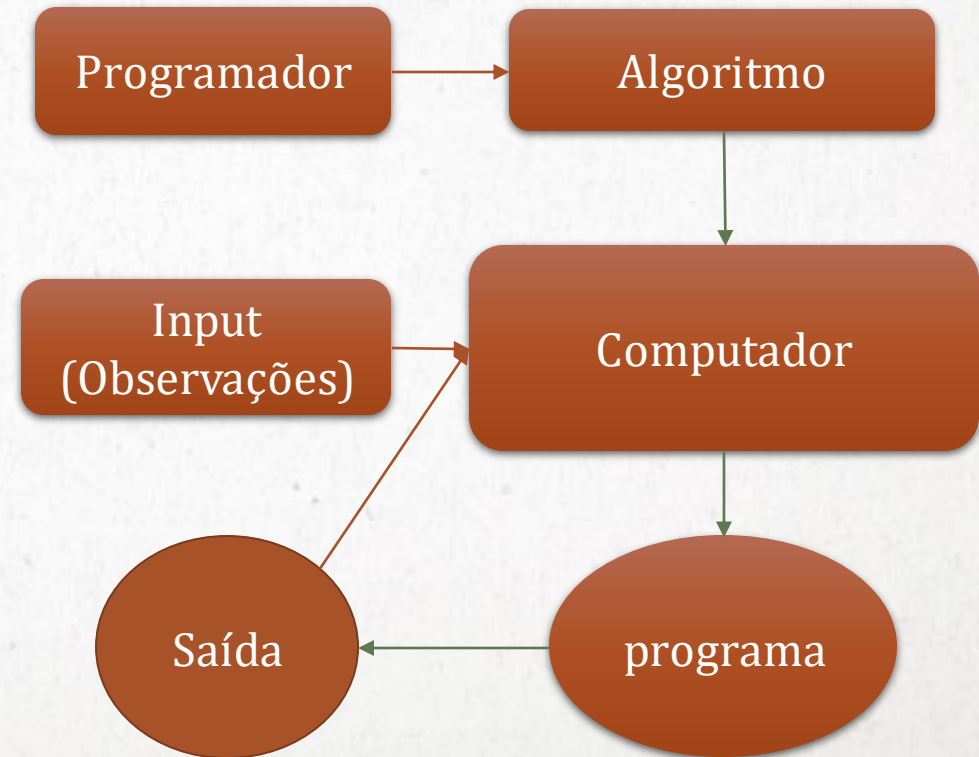 Programador
Algoritmo
Input
(Observações)
Computador
Saída
programa